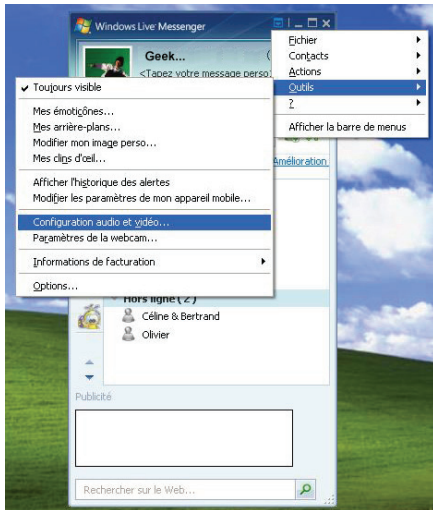 Windows Live Messenger
Geek...
<Tapez votre message perso
Fichier
Contacts
Actions
Outils
?
Afficher la barre de menus
Toujours visible
Mes émoticônes...
Mes arrière-plans...
Modifier mon image perso...
Mes clins d'œil...
Afficher l'historique des alertes
Modifier les paramètres de mon appareil mobile...
Configuration audio et vidéo...
Paramètres de la webcam...
Informations de facturation
Options...
Amélioration
Hors ligne (2)
Céline & Bertrand
Olivier
Publicité
Rechercher sur le Web...